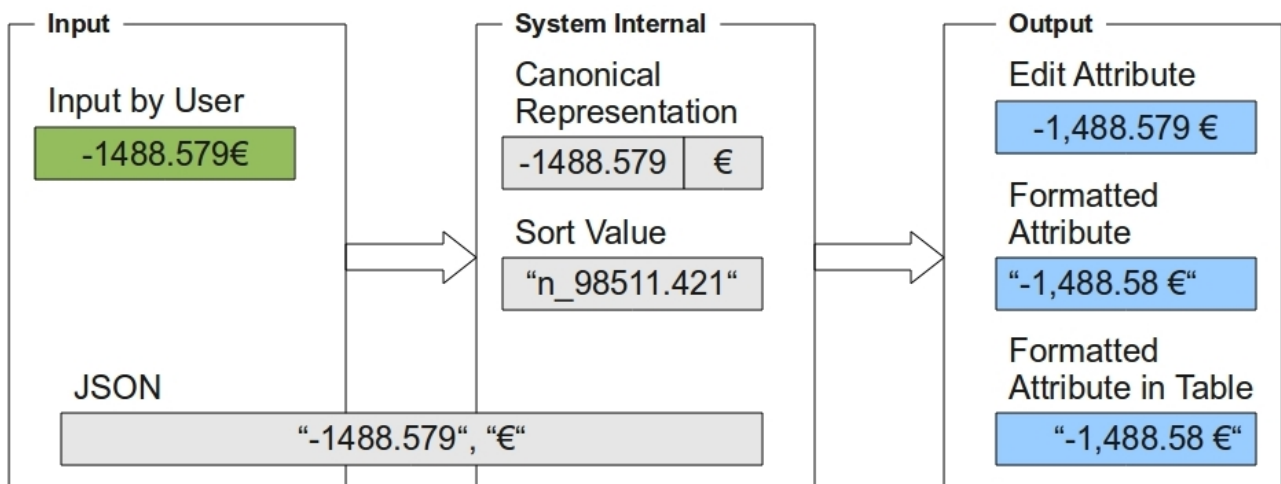 Input
Input by User
-1488.579€
JSON
“-1488.579“, “€“
System Internal
Canonical
Representation
-1488.579 €
Sort Value
“n_98511.421“
Output
Edit Attribute
-1,488.579 €
Formatted
Attribute
“-1,488.58 €“
Formatted
Attribute in Table
“-1,488.58 €“